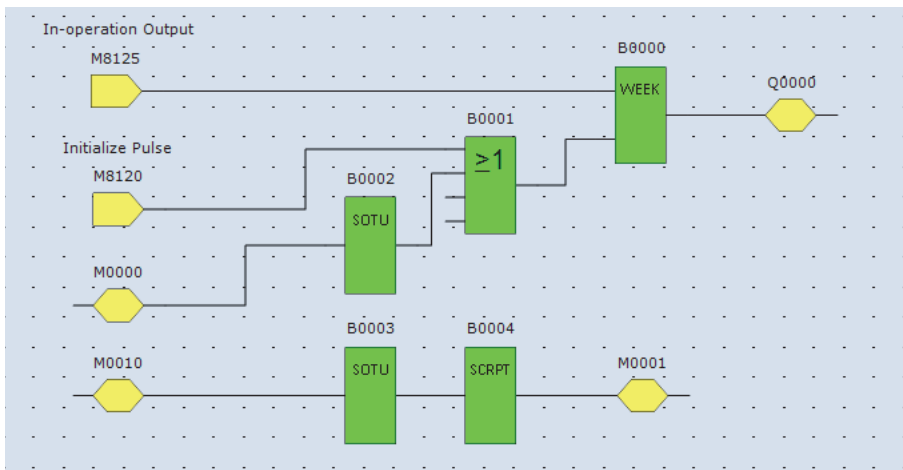 In-operation Output
M8125
B0000
WEEK
Q0000
B0001
≥1
Initialize Pulse
M8120
B0002
SOTU
M0000
B0003
B0004
M0010
SOTU
SCRPT
M0001